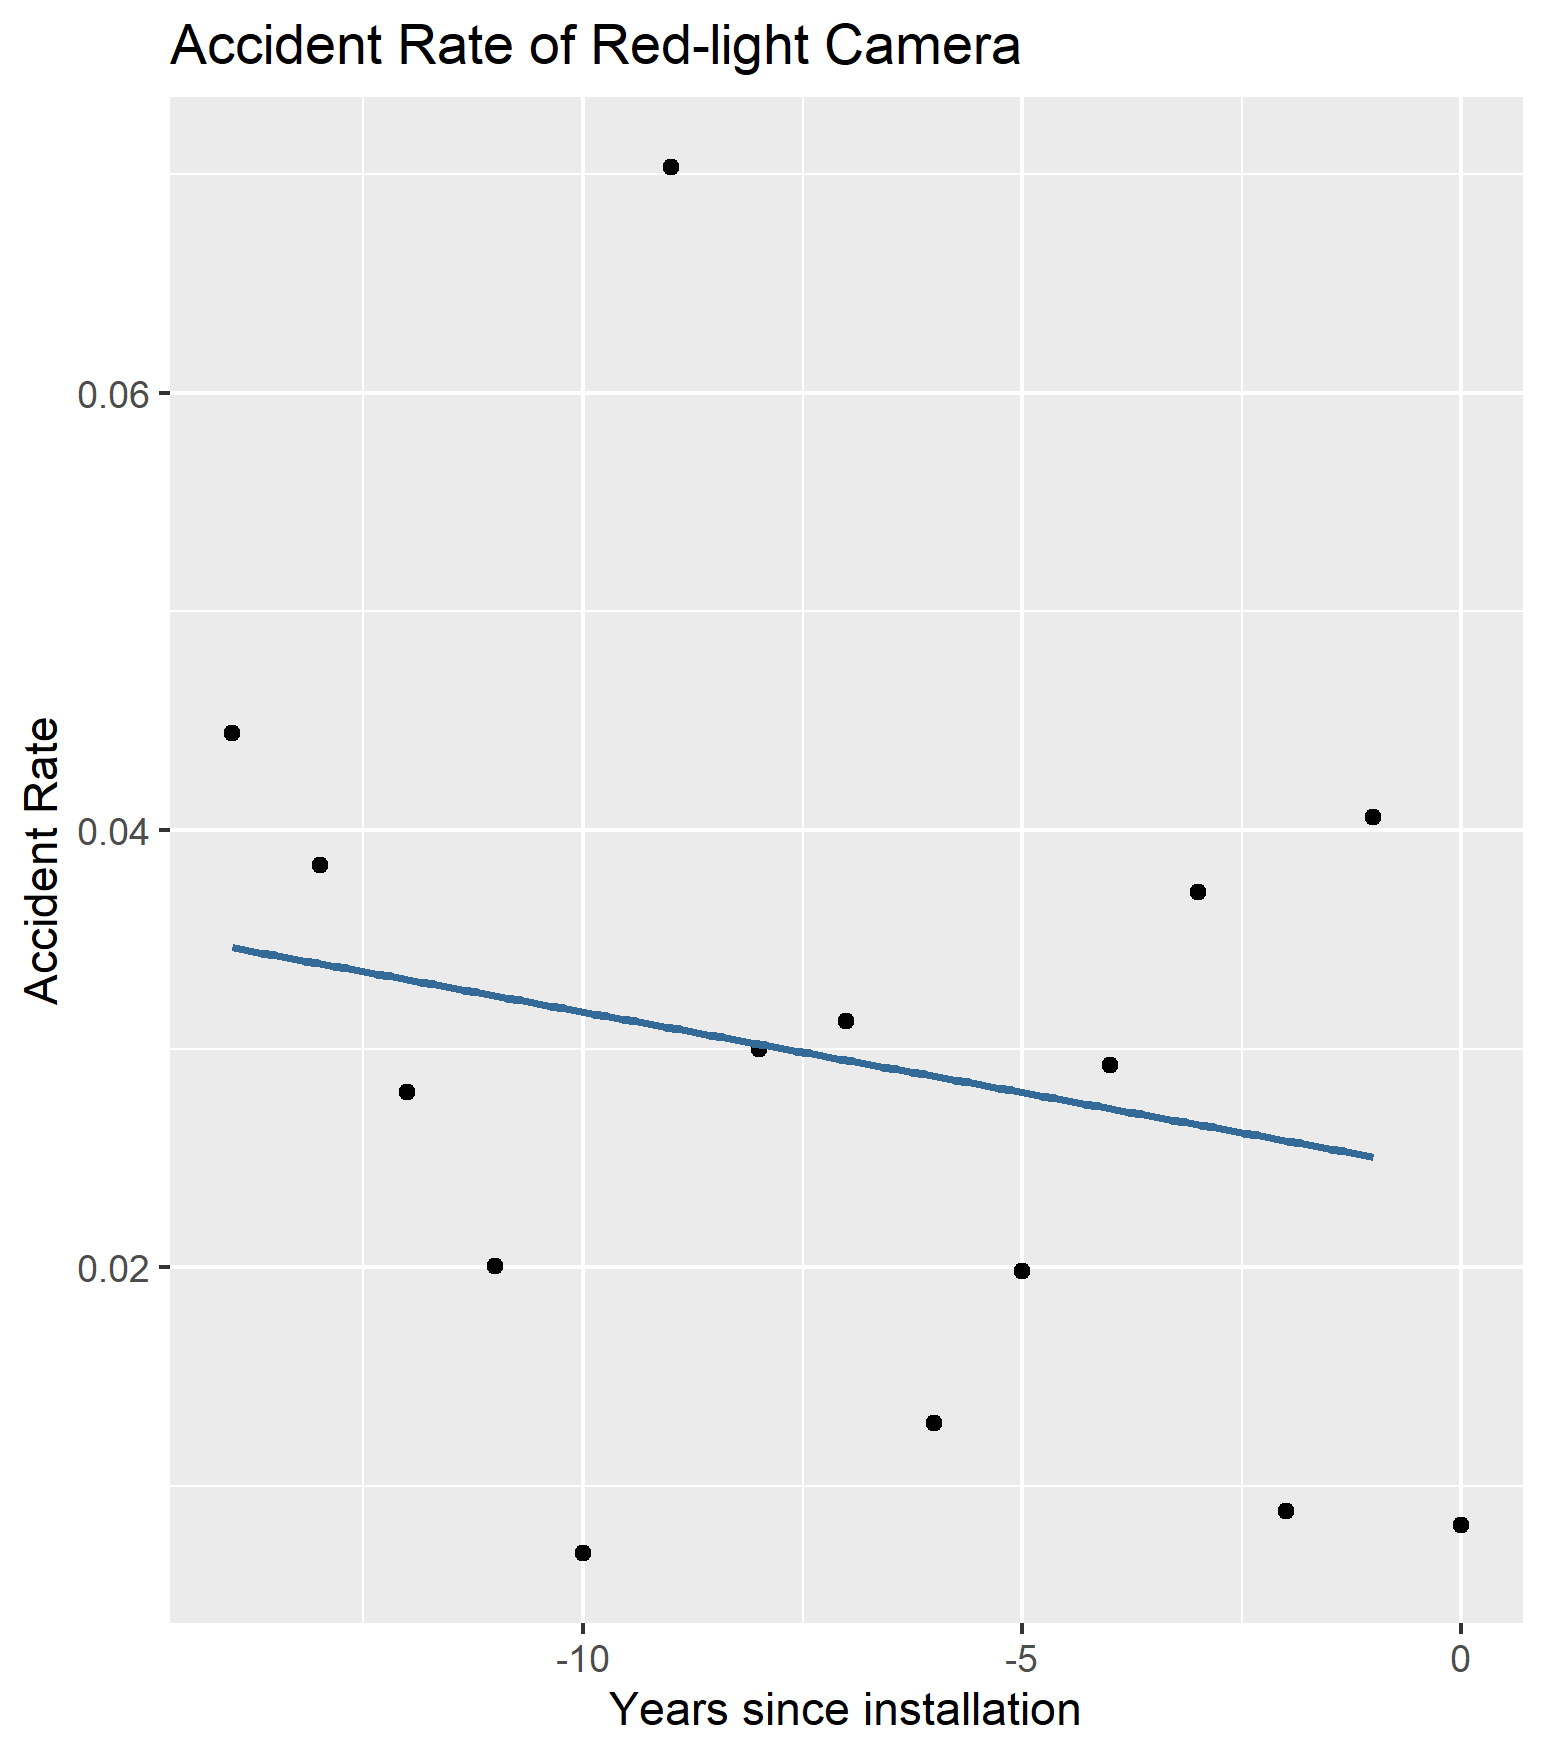 Accident Rate of Red-light Camera
Accident Rate
0.06
0.04
0.02
-10
-5
0
Years since installation